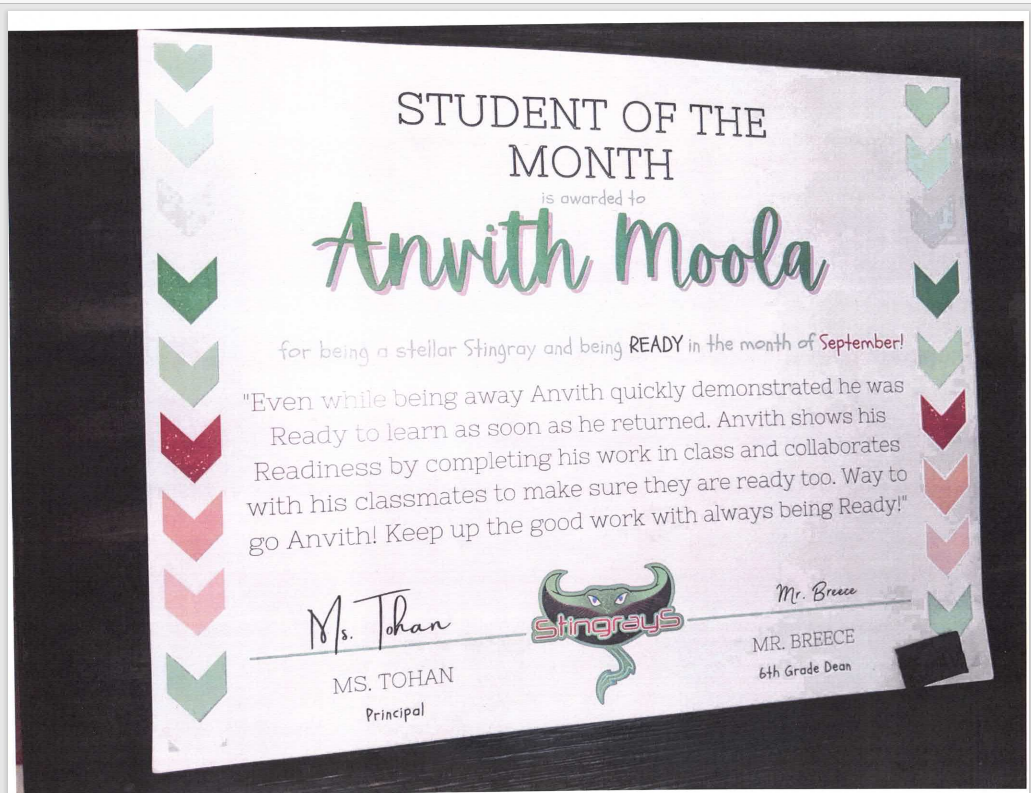 STUDENT OF THE
MONTH
is awarded to
Anvith Moola
for being a stellar Stingray and being READY in the month of September!
"Even while being away Anvith quickly demonstrated he was
Ready to learn as soon as he returned. Anvith shows his
Readiness by completing his work in class and collaborates
with his classmates to make sure they are ready too. Way to
go Anvith! Keep up the good work with always being Ready!"
Ms. Tohan
Stingrays
Mr. Breece
MS. TOHAN
Principal
MR. BREECE
6th Grade Dean